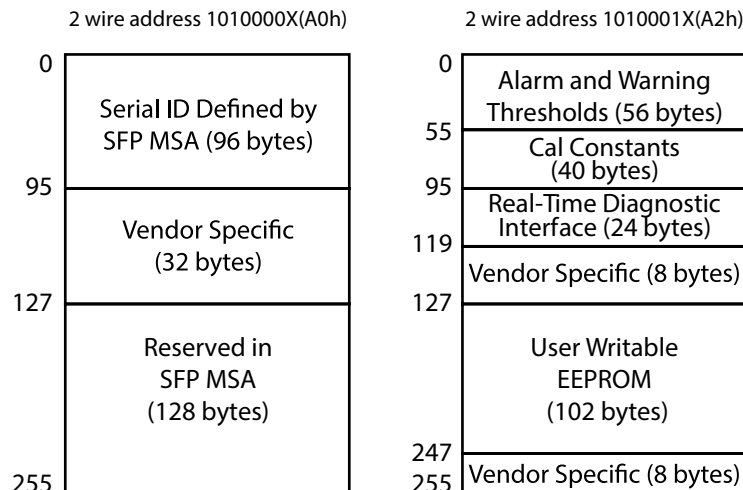 2 wire address 1010000X(A0h)
0
Serial ID Defined by
SFP MSA (96 bytes)
95
Vendor Specific
(32 bytes)
127
Reserved in
SFP MSA
(128 bytes)
255
2 wire address 1010001X(A2h)
0
Alarm and Warning
Thresholds (56 bytes)
55
Cal Constants
(40 bytes)
95
Real-Time Diagnostic
Interface (24 bytes)
119
Vendor Specific (8 bytes)
127
User Writable
EEPROM
(102 bytes)
247
Vendor Specific (8 bytes)
255